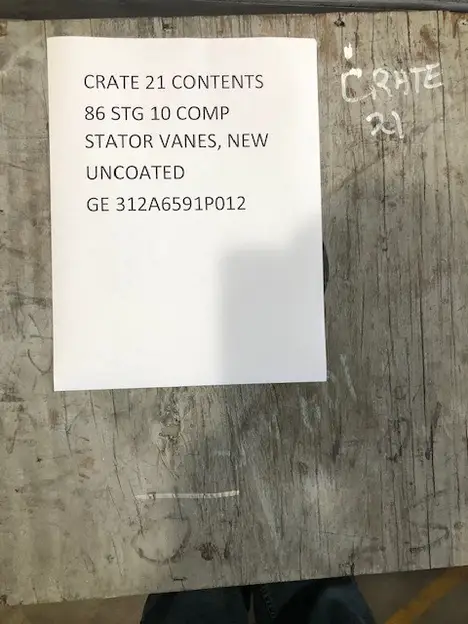 CRATE 21 CONTENTS
86 STG 10 COMP
STATOR VANES, NEW
UNCOATED
GE 312A6591P012
CRATE
21